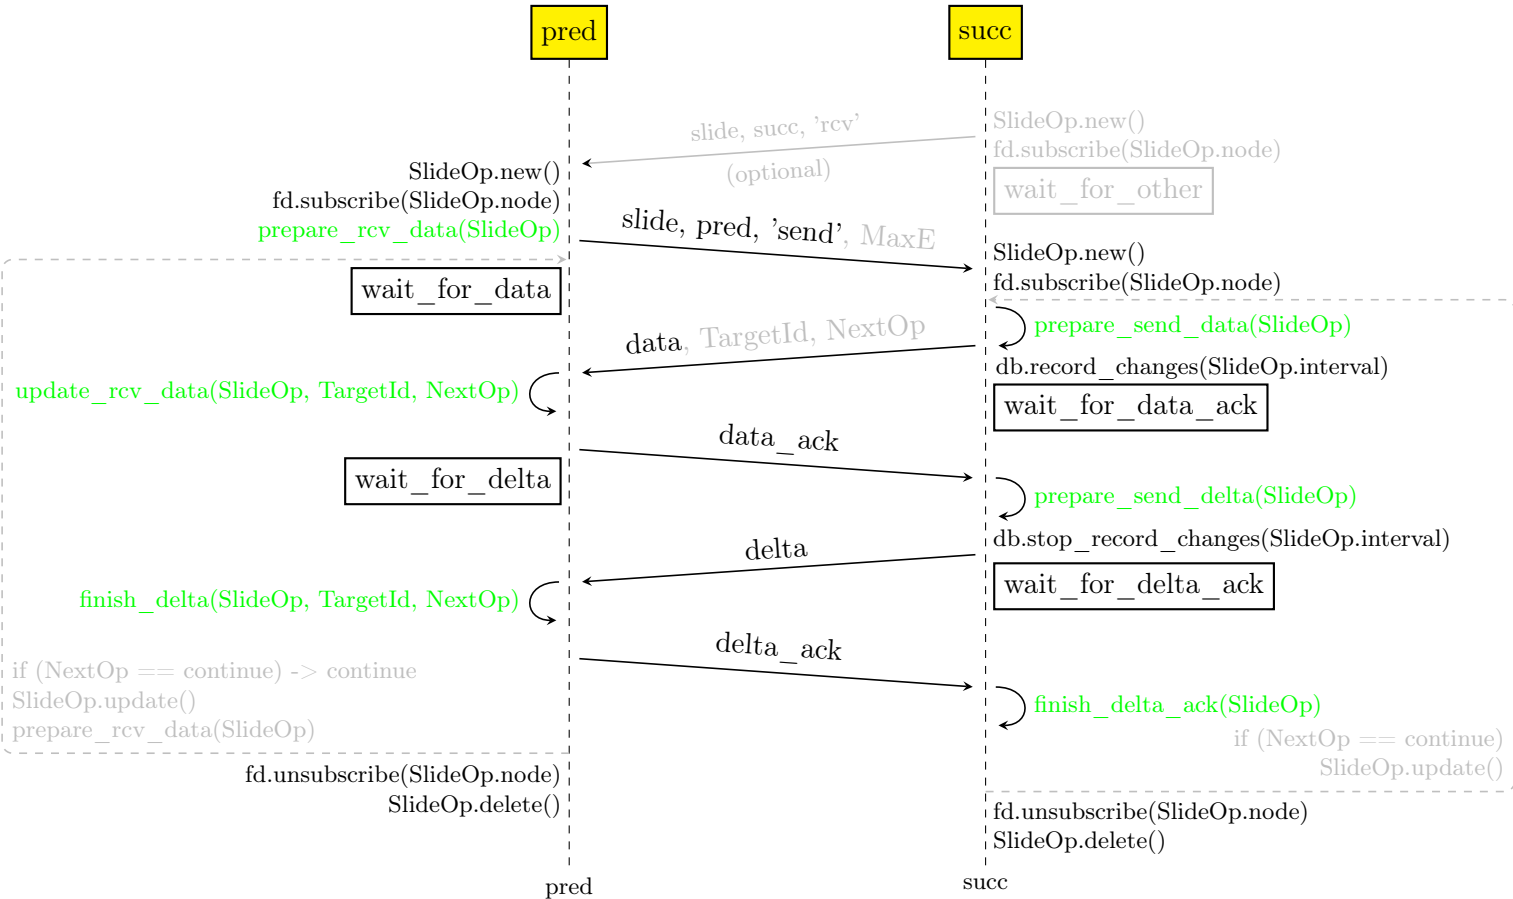 pred
succ
slide, succ, 'rcv'
(optional)
SlideOp.new()
fd.subscribe(SlideOp.node)
wait_for_other
SlideOp.new()
fd.subscribe(SlideOp.node)
prepare_rcv_data(SlideOp)
slide, pred, 'send', MaxE
wait_for_data
SlideOp.new()
fd.subscribe(SlideOp.node)
prepare_send_data(SlideOp)
data, TargetId, NextOp
db.record_changes(SlideOp.interval)
wait_for_data_ack
update_rcv_data(SlideOp, TargetId, NextOp)
data_ack
wait_for_delta
prepare_send_delta(SlideOp)
db.stop_record_changes(SlideOp.interval)
delta
wait_for_delta_ack
finish_delta(SlideOp, TargetId, NextOp)
delta_ack
if (NextOp == continue) -> continue
SlideOp.update()
prepare_rcv_data(SlideOp)
finish_delta_ack(SlideOp)
if (NextOp == continue)
SlideOp.update()
fd.unsubscribe(SlideOp.node)
SlideOp.delete()
fd.unsubscribe(SlideOp.node)
SlideOp.delete()
pred
succ